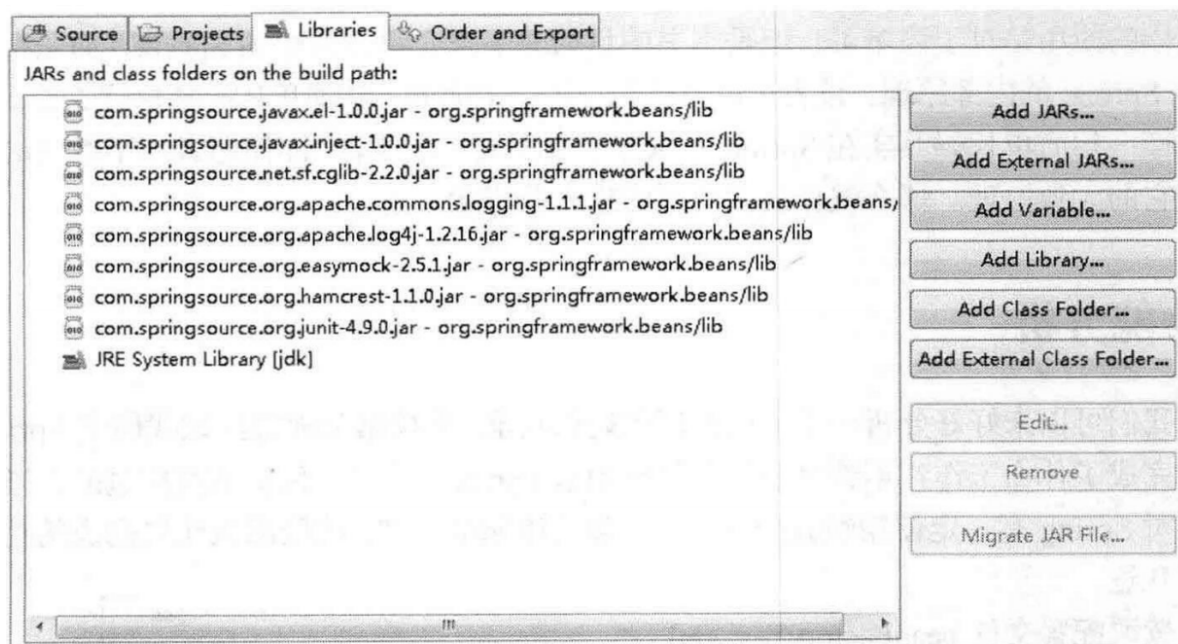 Source Projects Libraries Order and Export
JARs and class folders on the build path:
com.springsource.javax.el-1.0.0.jar - org.springframework.beans/lib
com.springsource.javax.inject-1.0.0.jar - org.springframework.beans/lib
com.springsource.net.sf.cglib-2.2.0.jar - org.springframework.beans/lib
com.springsource.org.apache.commons.logging-1.1.1.jar - org.springframework.beans/
com.springsource.org.apache.log4j-1.2.16.jar - org.springframework.beans/lib
com.springsource.org.easymock-2.5.1.jar - org.springframework.beans/lib
com.springsource.org.hamcrest-1.1.0.jar - org.springframework.beans/lib
com.springsource.org.junit-4.9.0.jar - org.springframework.beans/lib
JRE System Library [jdk]
Add JARs...
Add External JARs...
Add Variable...
Add Library...
Add Class Folder...
Add External Class Folder...
Edit...
Remove
Migrate JAR File...